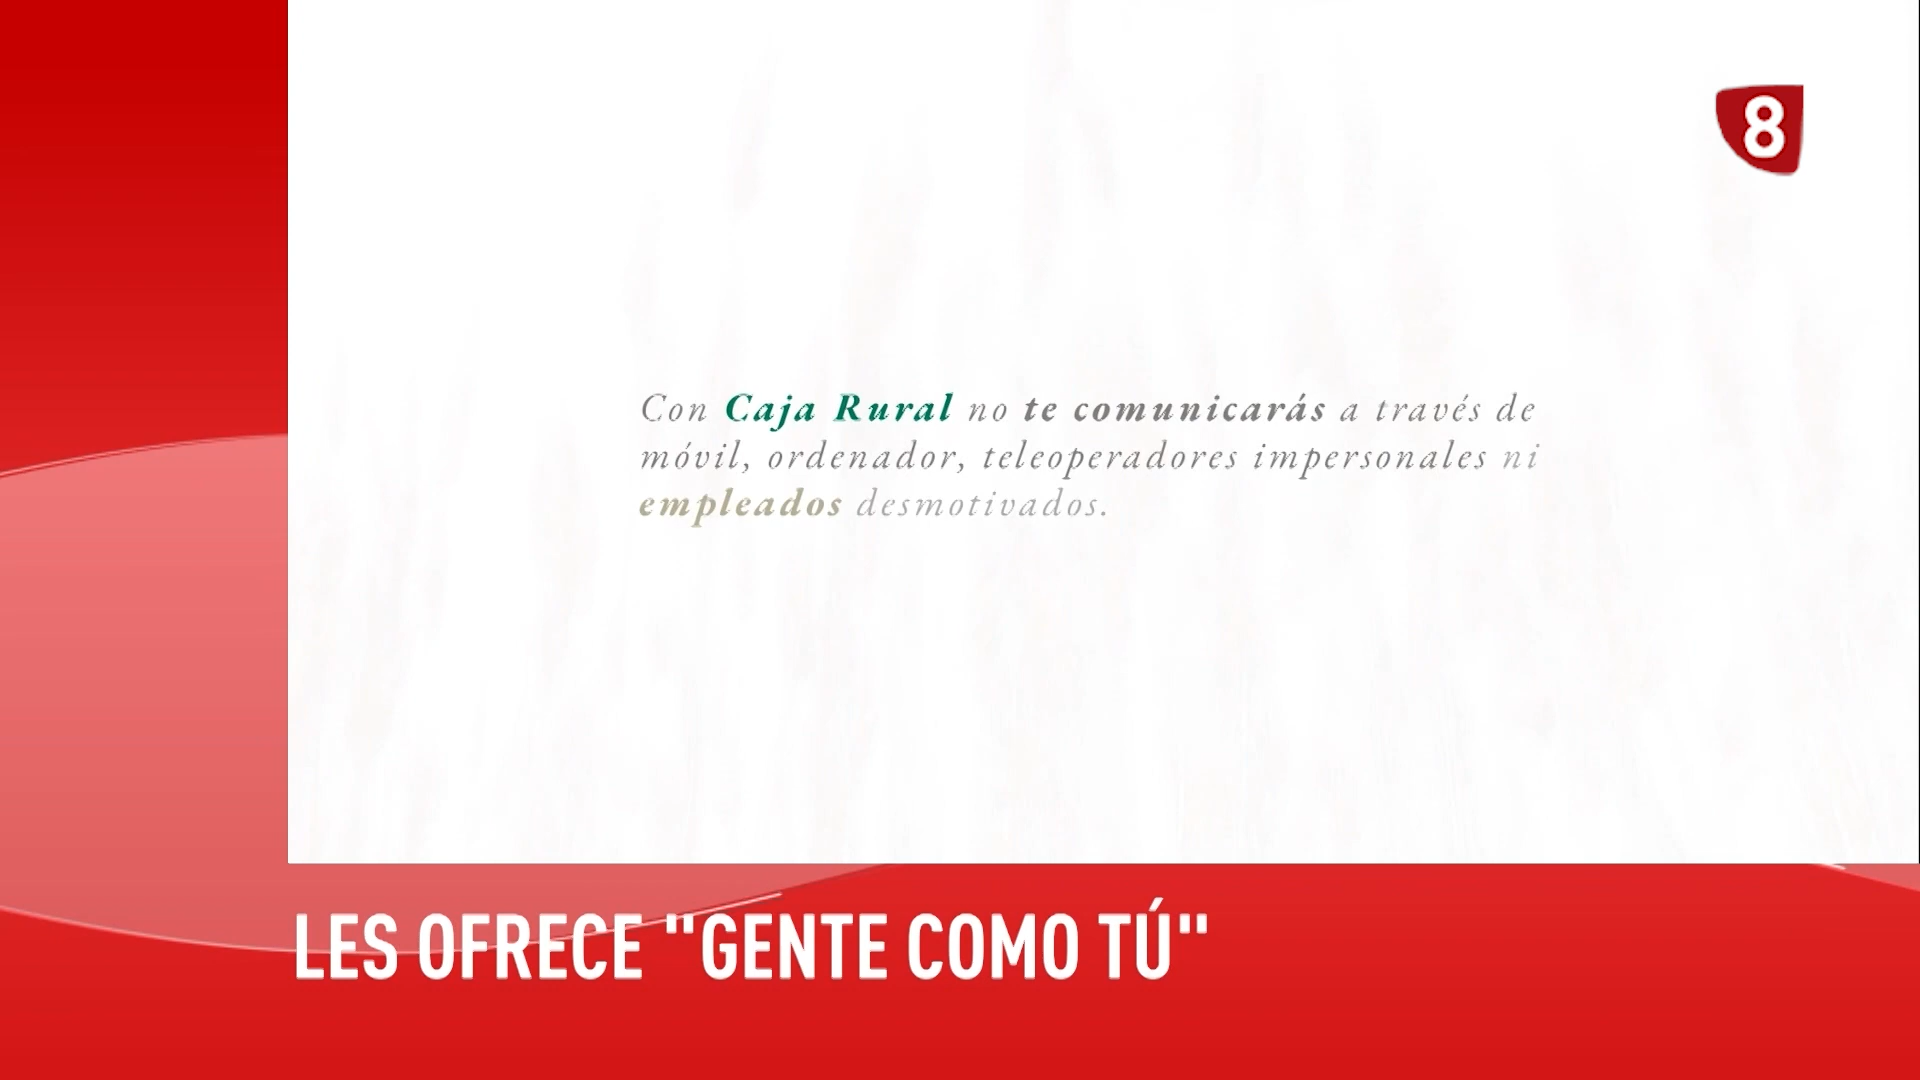 8
Con Caja Rural no te comunicarás a través de
móvil, ordenador, teleoperadores impersonales ni
empleados desmotivados.
LES OFRECE "GENTE COMO TÚ"